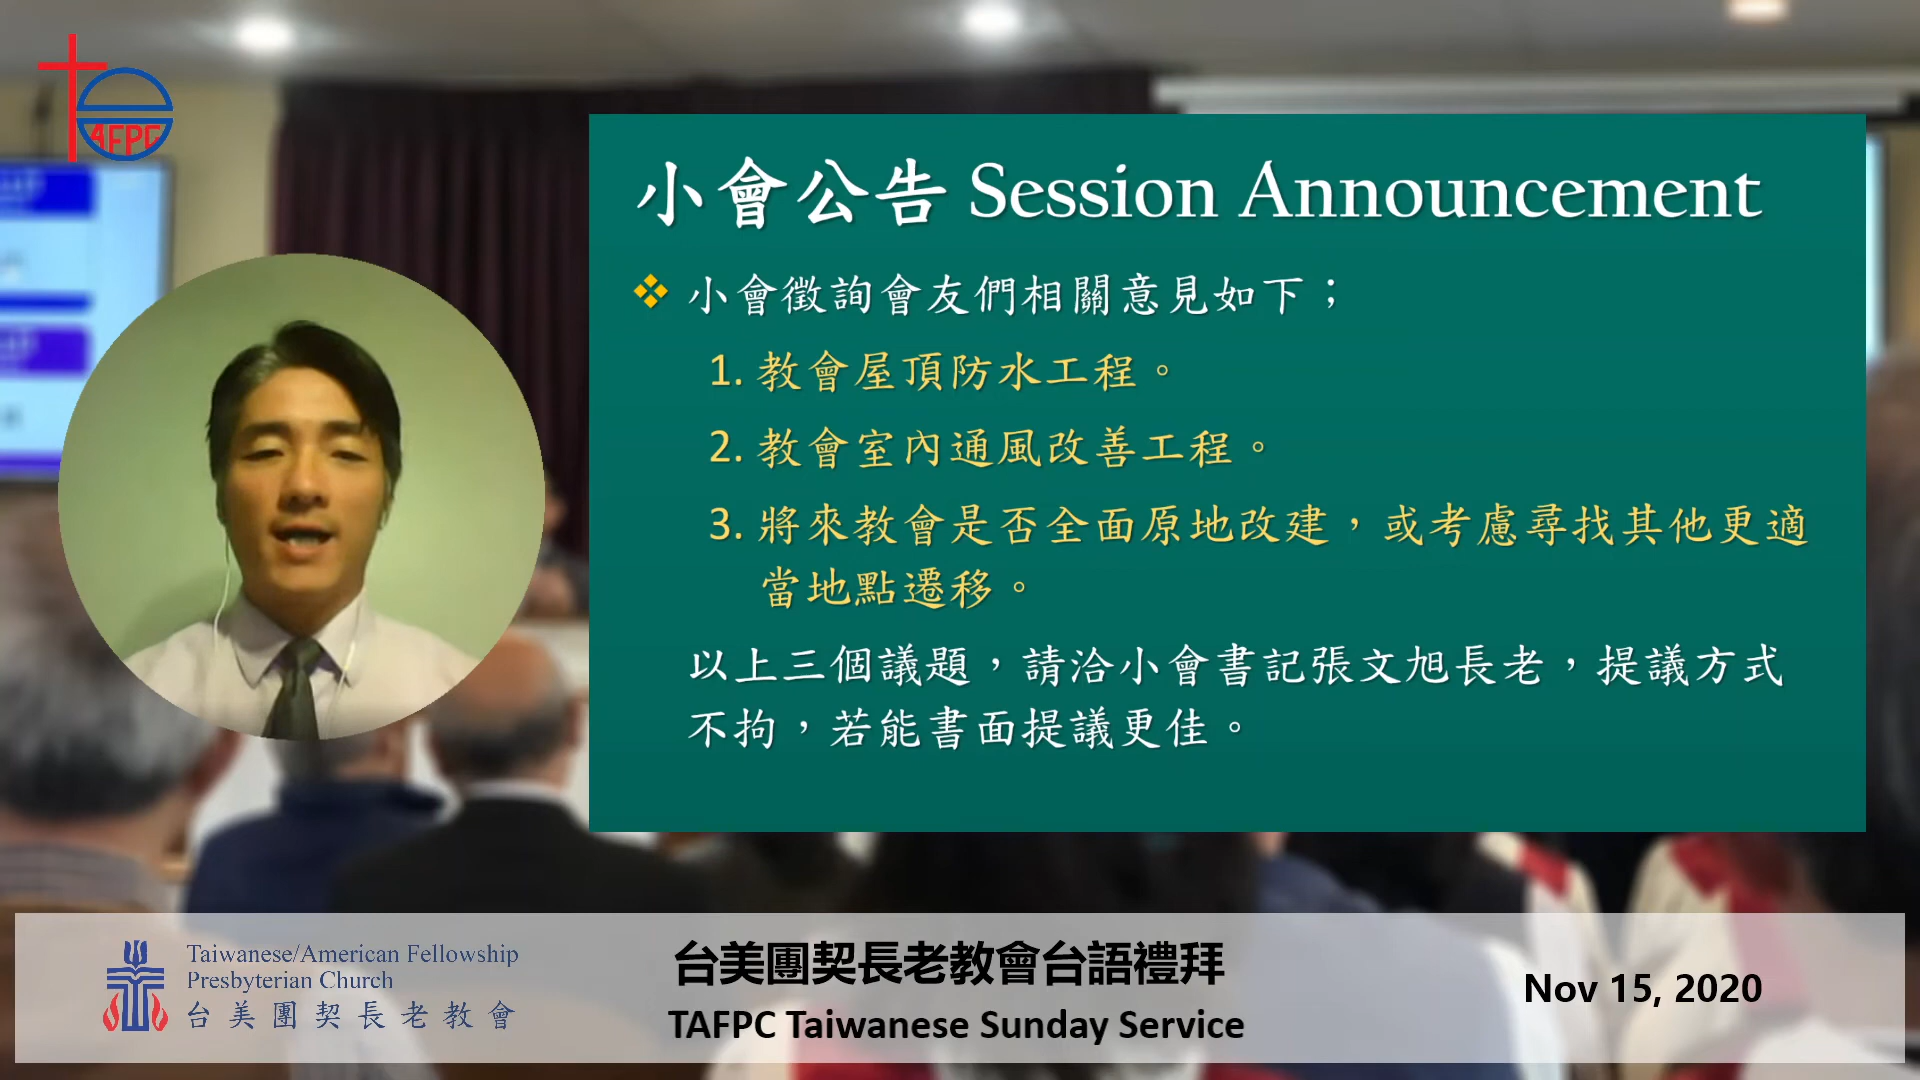 AFPC
小會公告 Session Announcement
❖ 小會徵詢會友們相關意見如下；
1. 教會屋頂防水工程。
2. 教會室內通風改善工程。
3. 將來教會是否全面原地改建，或考慮尋找其他更適
當地點遷移。
以上三個議題，請洽小會書記張文旭長老，提議方式
不拘，若能書面提議更佳。
Taiwanese/American Fellowship
Presbyterian Church
台美團契長老教會
台美團契長老教會台語禮拜
TAFPC Taiwanese Sunday Service
Nov 15, 2020